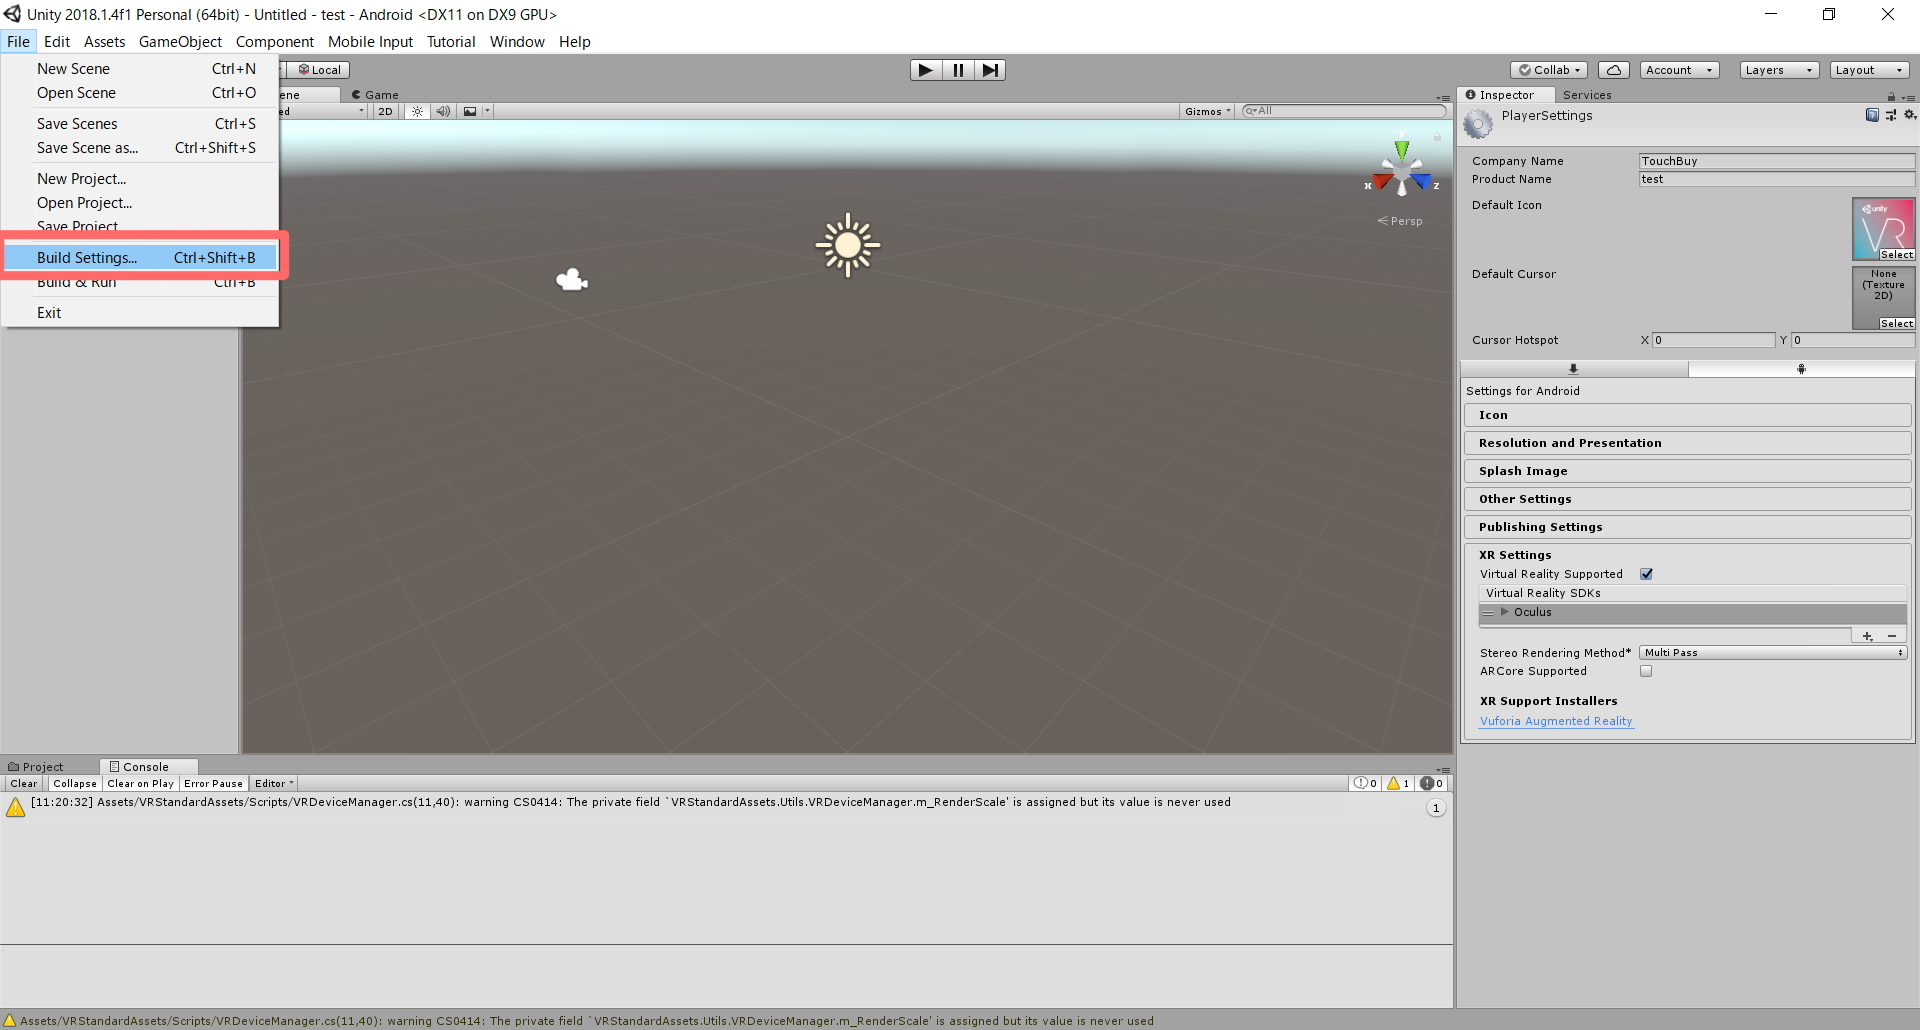 Unity 2018.1.4f1 Personal (64bit) - Untitled - test - Android <DX11 on DX9 GPU>
File Edit Assets GameObject Component Mobile Input Tutorial Window Help
New Scene Ctrl+N
Open Scene Ctrl+O
Save Scenes Ctrl+S
Save Scene as... Ctrl+Shift+S
New Project...
Open Project...
Save Project
Build Settings... Ctrl+Shift+B
Build & Run Ctrl+B
Exit
Local
Collab Account Layers Layout
ene Game
ed 2D Gizmos All
y
x z
Persp
Inspector Services
PlayerSettings
Company Name TouchBuy
Product Name test
Default Icon
unity
VR
Select
Default Cursor
None
(Texture
2D)
Select
Cursor Hotspot X 0 Y 0
Settings for Android
Icon
Resolution and Presentation
Splash Image
Other Settings
Publishing Settings
XR Settings
Virtual Reality Supported
Virtual Reality SDKs
Oculus
Stereo Rendering Method* Multi Pass
ARCore Supported
XR Support Installers
Vuforia Augmented Reality
Project Console
Clear Collapse Clear on Play Error Pause Editor 0 1 0
[11:20:32] Assets/VRStandardAssets/Scripts/VRDeviceManager.cs(11,40): warning CS0414: The private field `VRStandardAssets.Utils.VRDeviceManager.m_RenderScale' is assigned but its value is never used
1
Assets/VRStandardAssets/Scripts/VRDeviceManager.cs(11,40): warning CS0414: The private field `VRStandardAssets.Utils.VRDeviceManager.m_RenderScale' is assigned but its value is never used